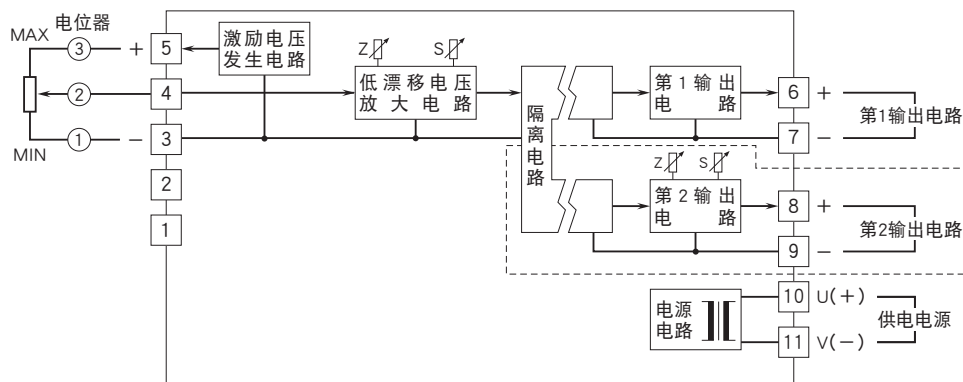 MAX
电位器
③
+
5
激励电压
发生电路
Z
S
②
4
低漂移电压
放大电路
①
−
3
MIN
2
1
隔离电路
第1输出
电路
6
+
7
−
第1输出电路
Z
S
第2输出
电路
8
+
9
−
第2输出电路
电源
电路
10
U(+)
11
V(−)
供电电源